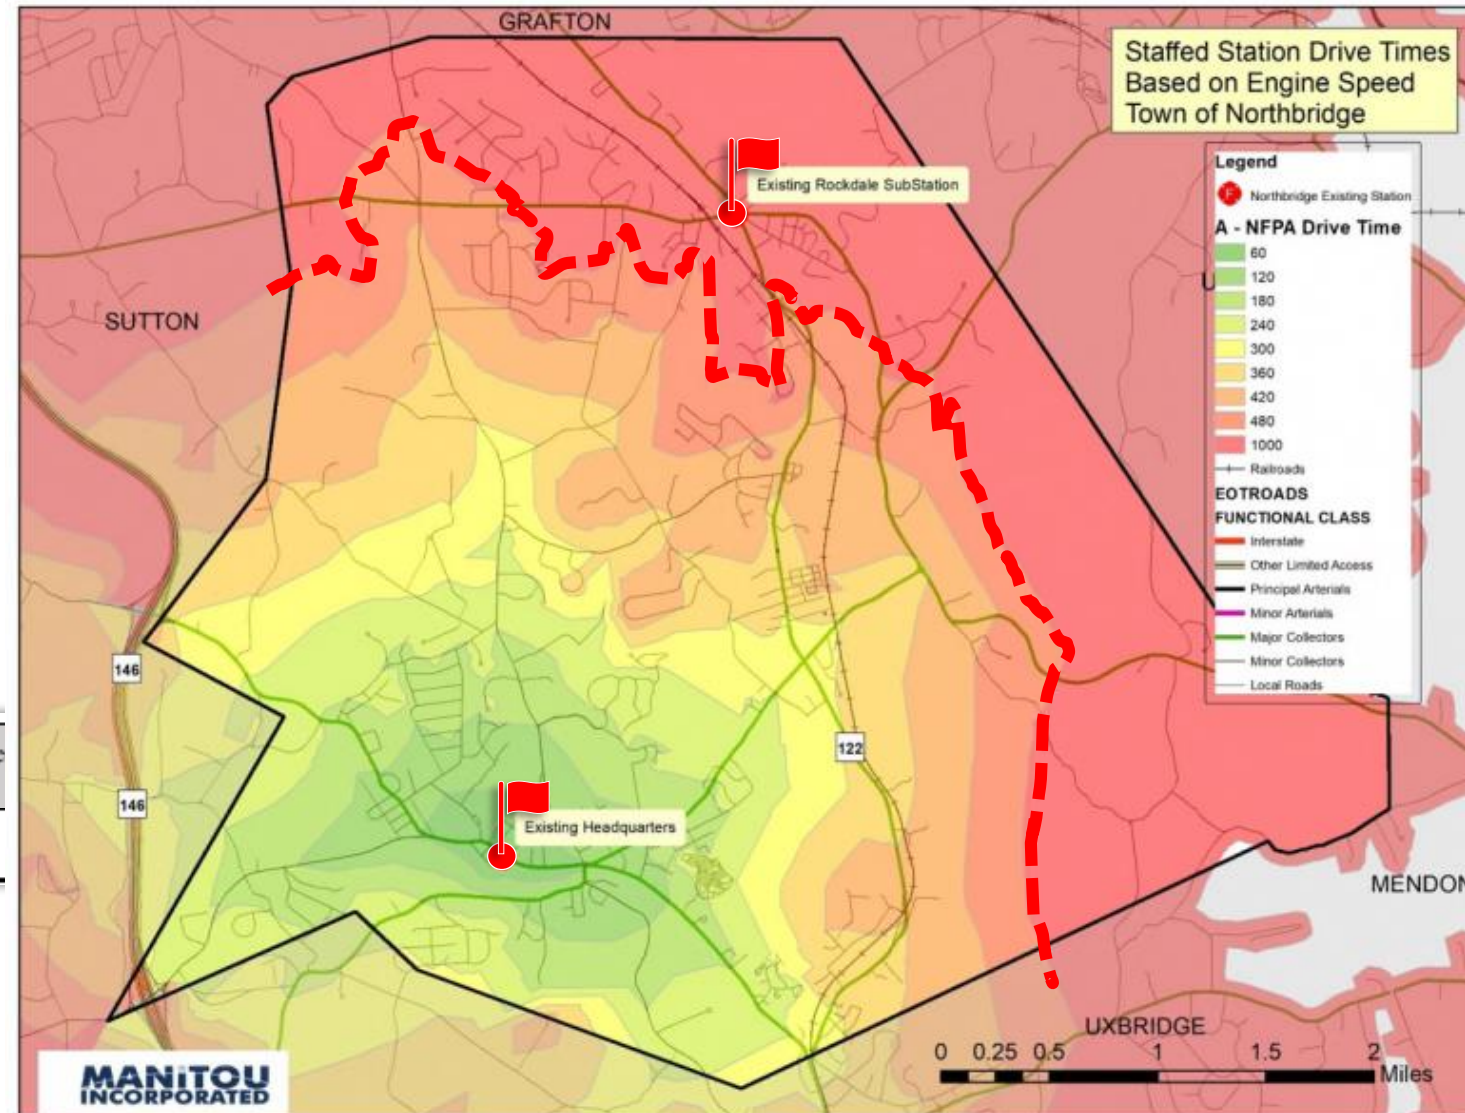 GRAFTON
Staffed Station Drive Times
Based on Engine Speed
Town of Northbridge
Existing Rockdale SubStation
Legend
F Northbridge Existing Station
A - NFPA Drive Time
60
120
180
240
300
360
420
480
1000
Railroads
EOTROADS
FUNCTIONAL CLASS
Interstate
Other Limited Access
Principal Arterials
Minor Arterials
Major Collectors
Minor Collectors
Local Roads
SUTTON
146
122
146
Existing Headquarters
MENDON
UXBRIDGE
0 0.25 0.5 1 1.5 2
Miles
MANITOU
INCORPORATED